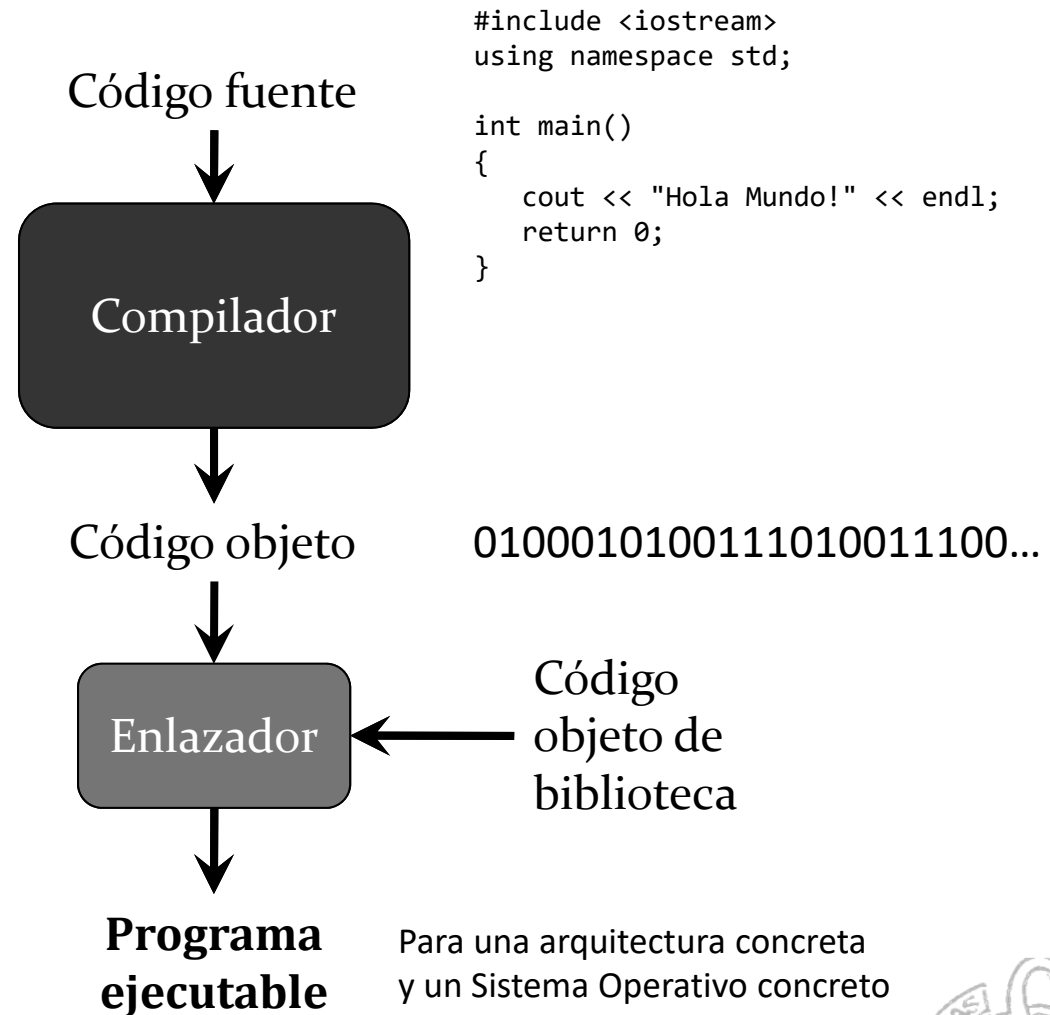 #include <iostream>
using namespace std;
int main()
{
cout << "Hola Mundo!" << endl;
return 0;
}
Código fuente
Compilador
Código objeto
0100010100111010011100...
Enlazador
Código
objeto de
biblioteca
Programa
ejecutable
Para una arquitectura concreta
y un Sistema Operativo concreto